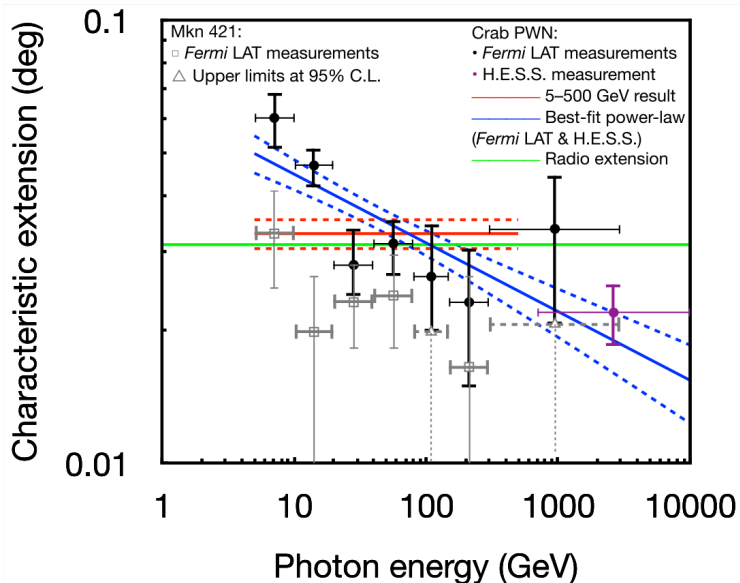 0.1
Mkn 421:
Fermi LAT measurements
Upper limits at 95% C.L.
Crab PWN:
Fermi LAT measurements
H.E.S.S. measurement
5–500 GeV result
Best-fit power-law
(Fermi LAT & H.E.S.S.)
Radio extension
Characteristic extension (deg)
0.01
1 10 100 1000 10000
Photon energy (GeV)